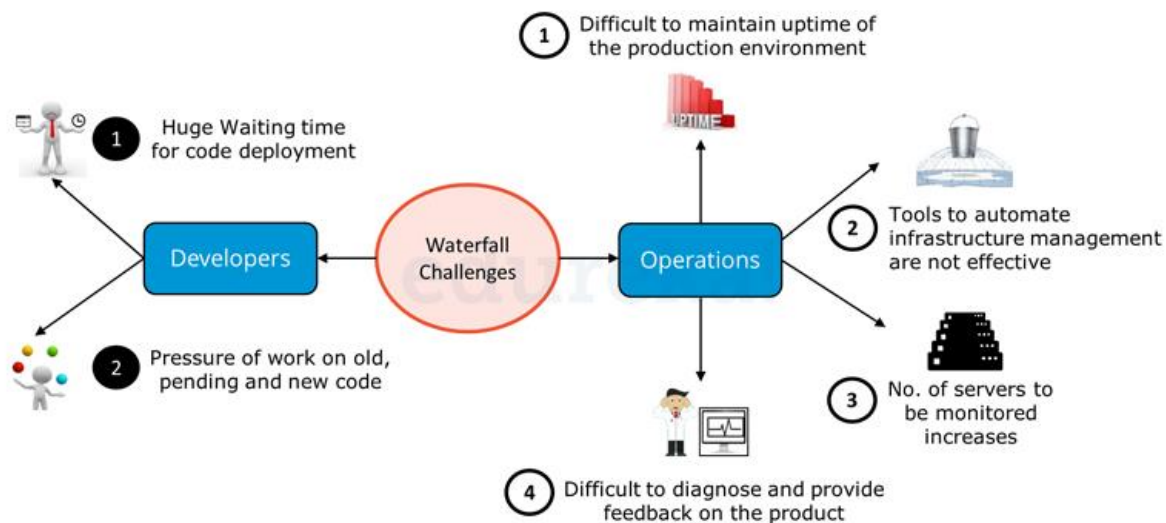 1
Difficult to maintain uptime of
the production environment
UPTIME
1
Huge Waiting time
for code deployment
Waterfall
Challenges
Developers
Operations
2
Tools to automate
infrastructure management
are not effective
2
Pressure of work on old,
pending and new code
3
No. of servers to
be monitored
increases
4
Difficult to diagnose and provide
feedback on the product